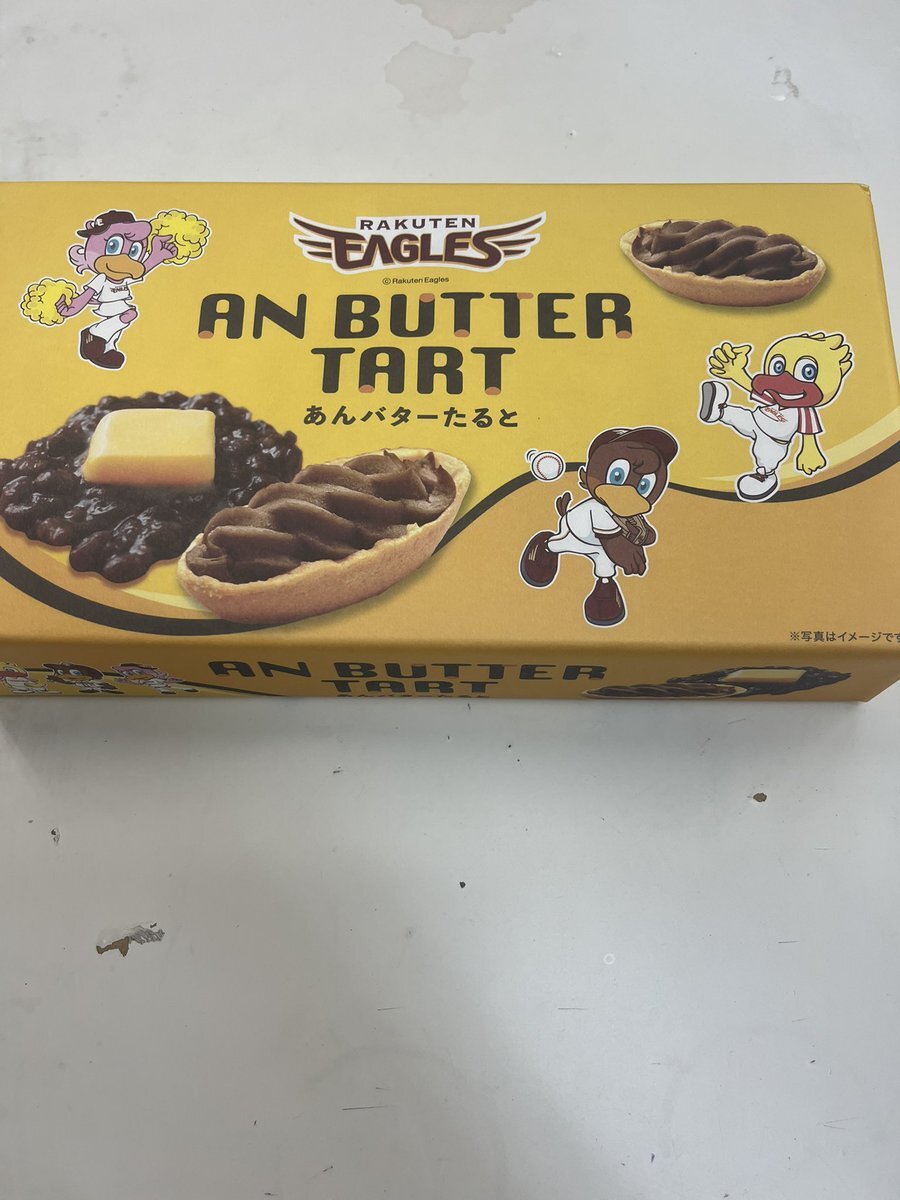 RAKUTEN
EAGLES
© Rakuten Eagles
AN BUTTER
TART
あんバターたると
※写真はイメージです
AN BUTTER
TART